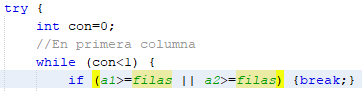 try {
int con=0;
//En primera columna
while (con<1) {
if (a1>=filas || a2>=filas) {break;}